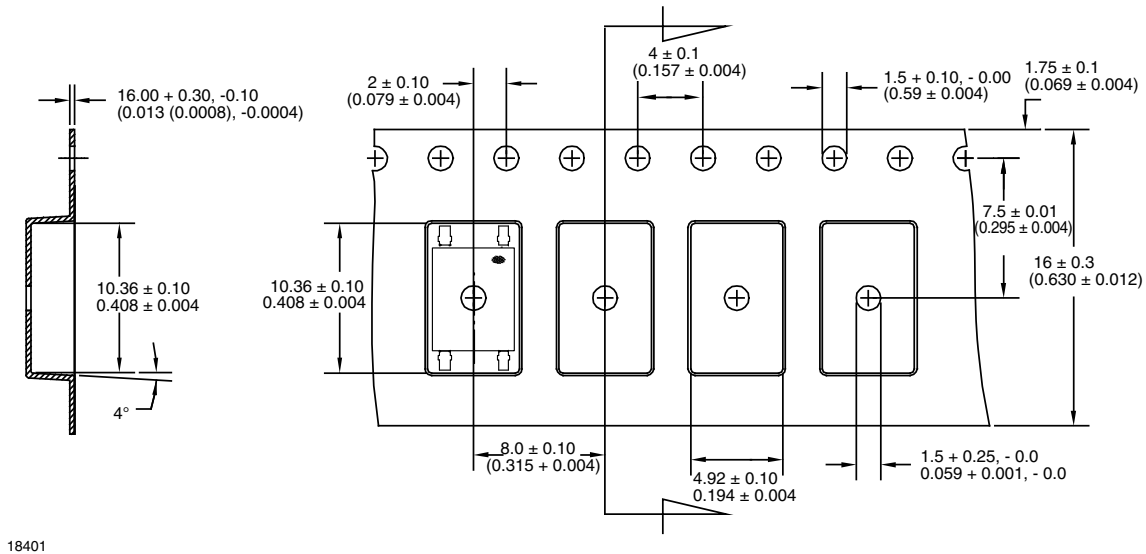 4 ± 0.1
(0.157 ± 0.004)
2 ± 0.10
(0.079 ± 0.004)
1.5 + 0.10, - 0.00
(0.59 ± 0.004)
1.75 ± 0.1
(0.069 ± 0.004)
16.00 + 0.30, -0.10
(0.013 (0.0008), -0.0004)
7.5 ± 0.01
(0.295 ± 0.004)
16 ± 0.3
(0.630 ± 0.012)
10.36 ± 0.10
0.408 ± 0.004
10.36 ± 0.10
0.408 ± 0.004
4°
8.0 ± 0.10
(0.315 + 0.004)
4.92 ± 0.10
0.194 ± 0.004
1.5 + 0.25, - 0.0
0.059 + 0.001, - 0.0
18401